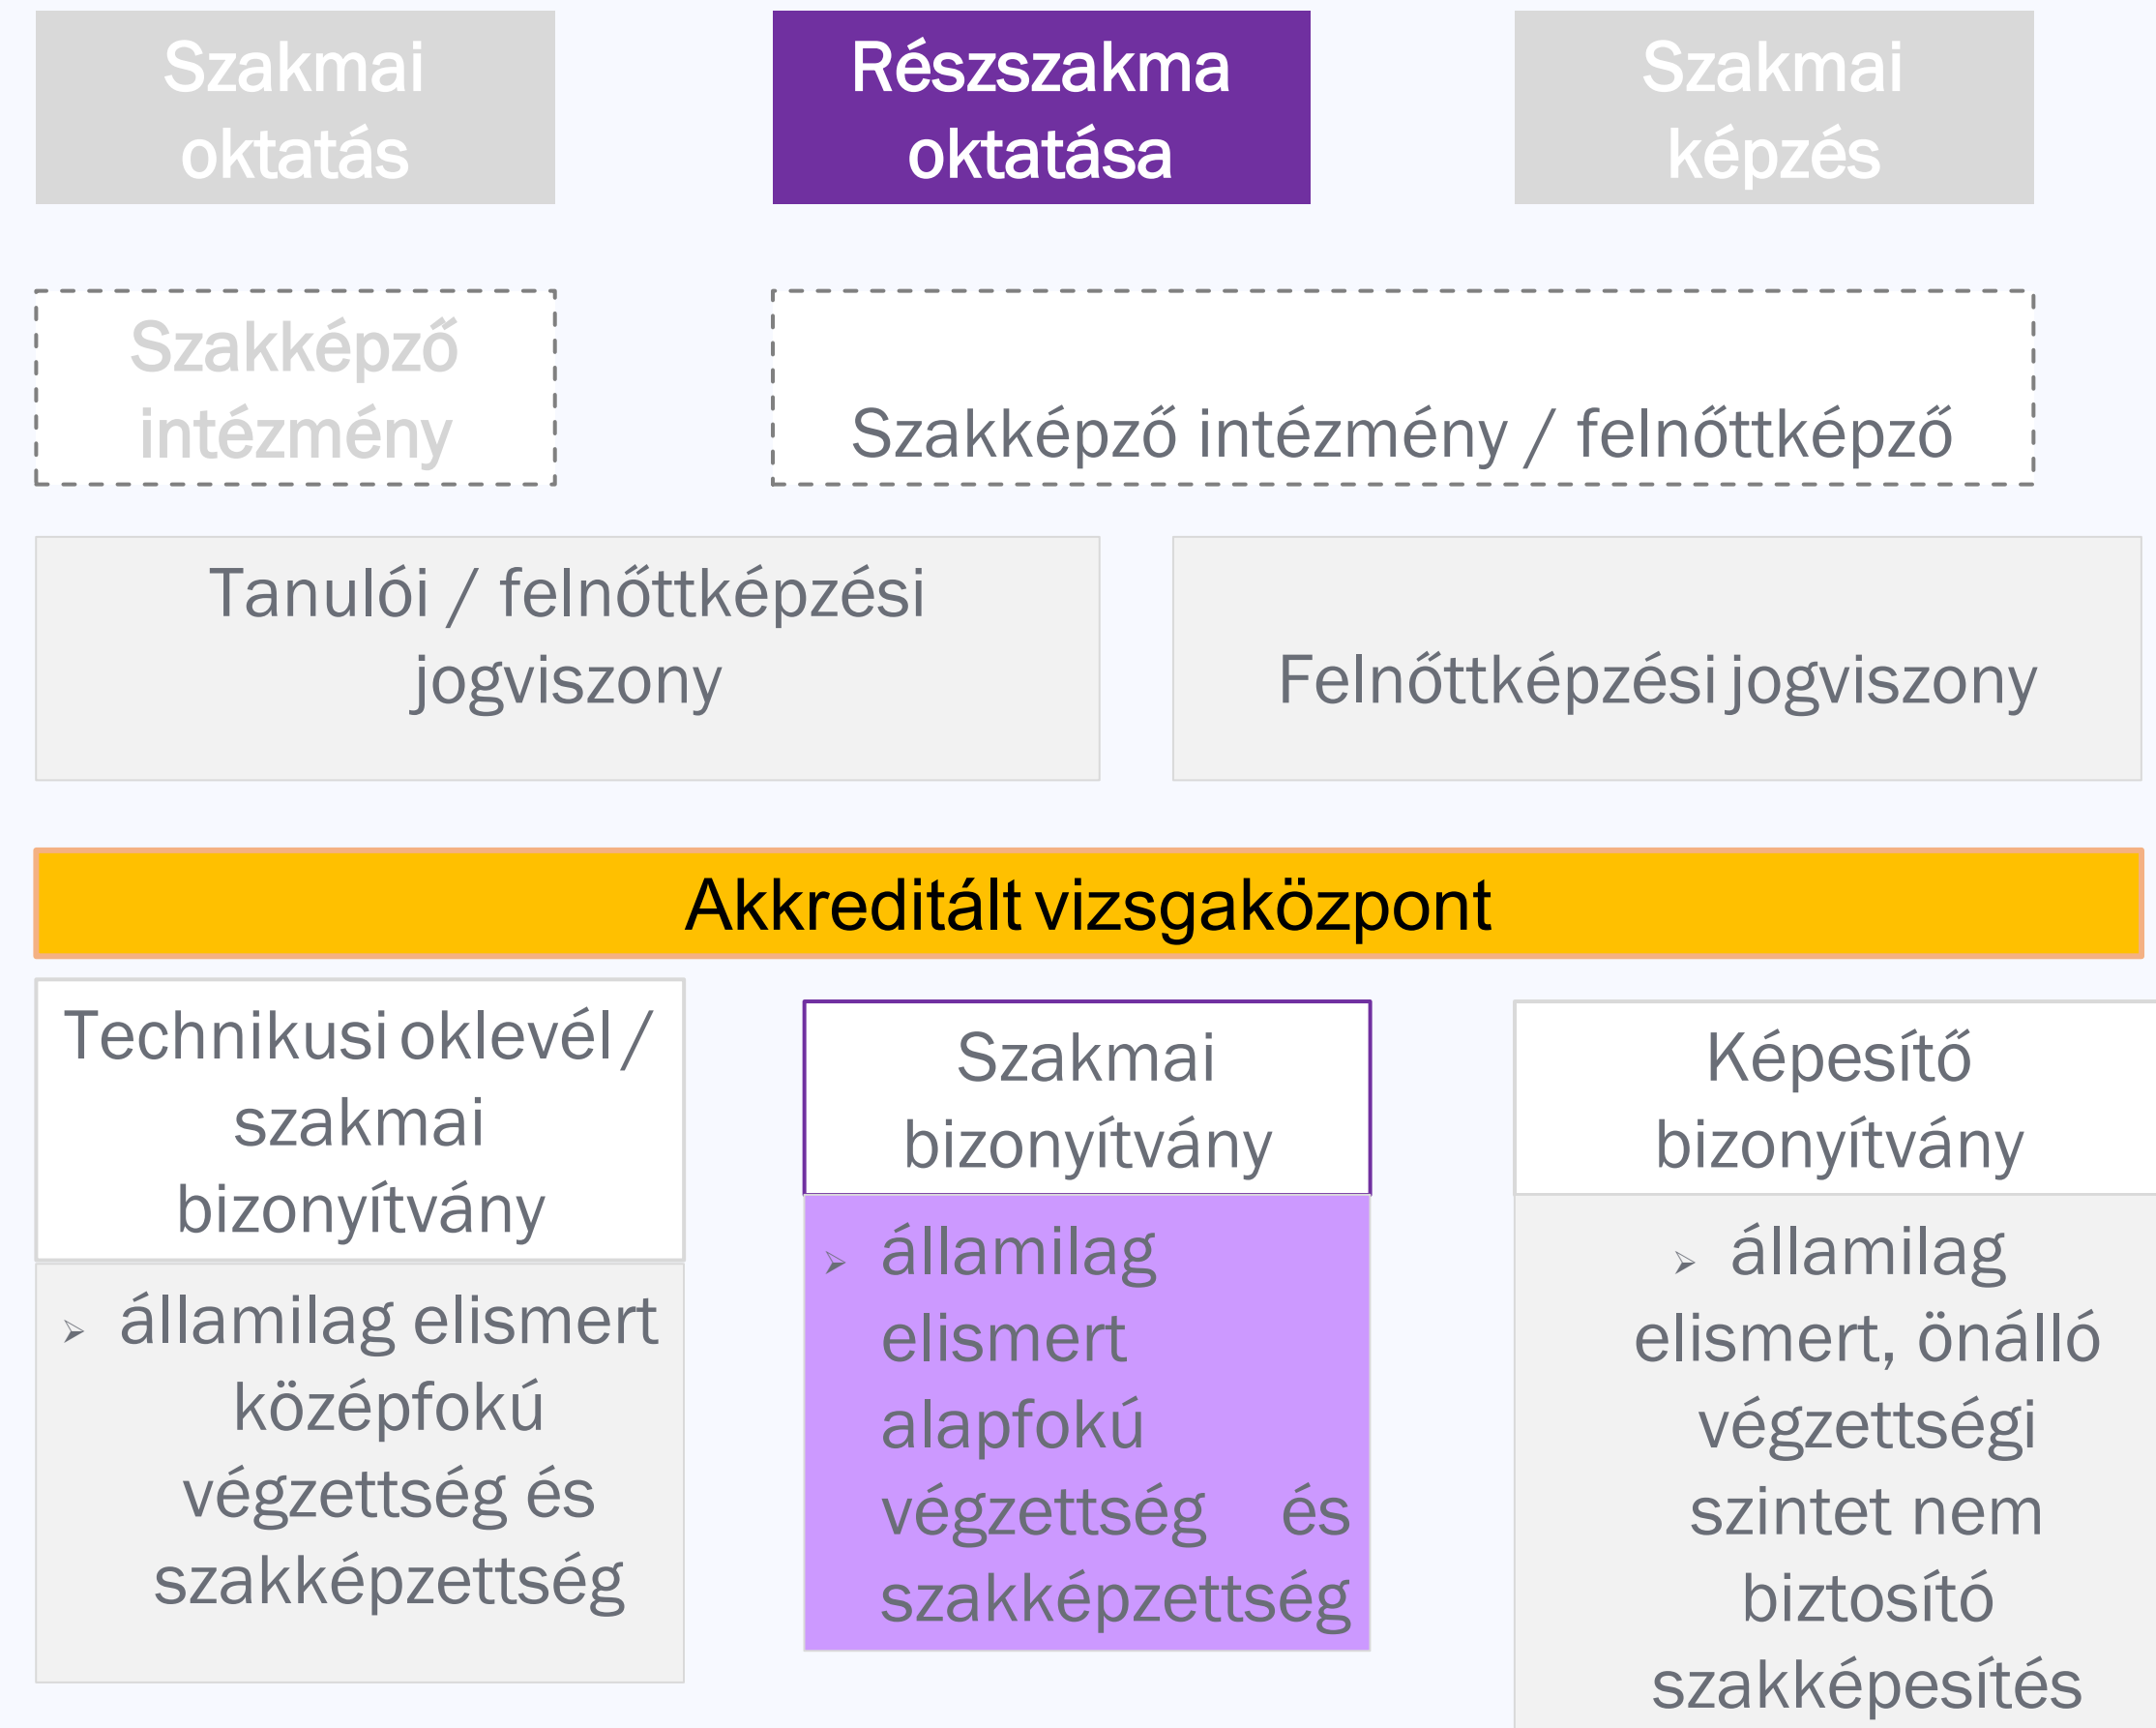 Szakmai
oktatás
Részszakma
oktatása
Szakmai
képzés
Szakképző
intézmény
Szakképző intézmény / felnőttképző
Tanulói / felnőttképzési
jogviszony
Felnőttképzési jogviszony
Akkreditált vizsgaközpont
Technikusi oklevél /
szakmai
bizonyítvány
➢ államilag elismert
középfokú
végzettség és
szakképzettség
Szakmai
bizonyítvány
➢ államilag
elismert
alapfokú
végzettség és
szakképzettség
Képesítő
bizonyítvány
➢ államilag
elismert, önálló
végzettségi
szintet nem
biztosító
szakképesítés